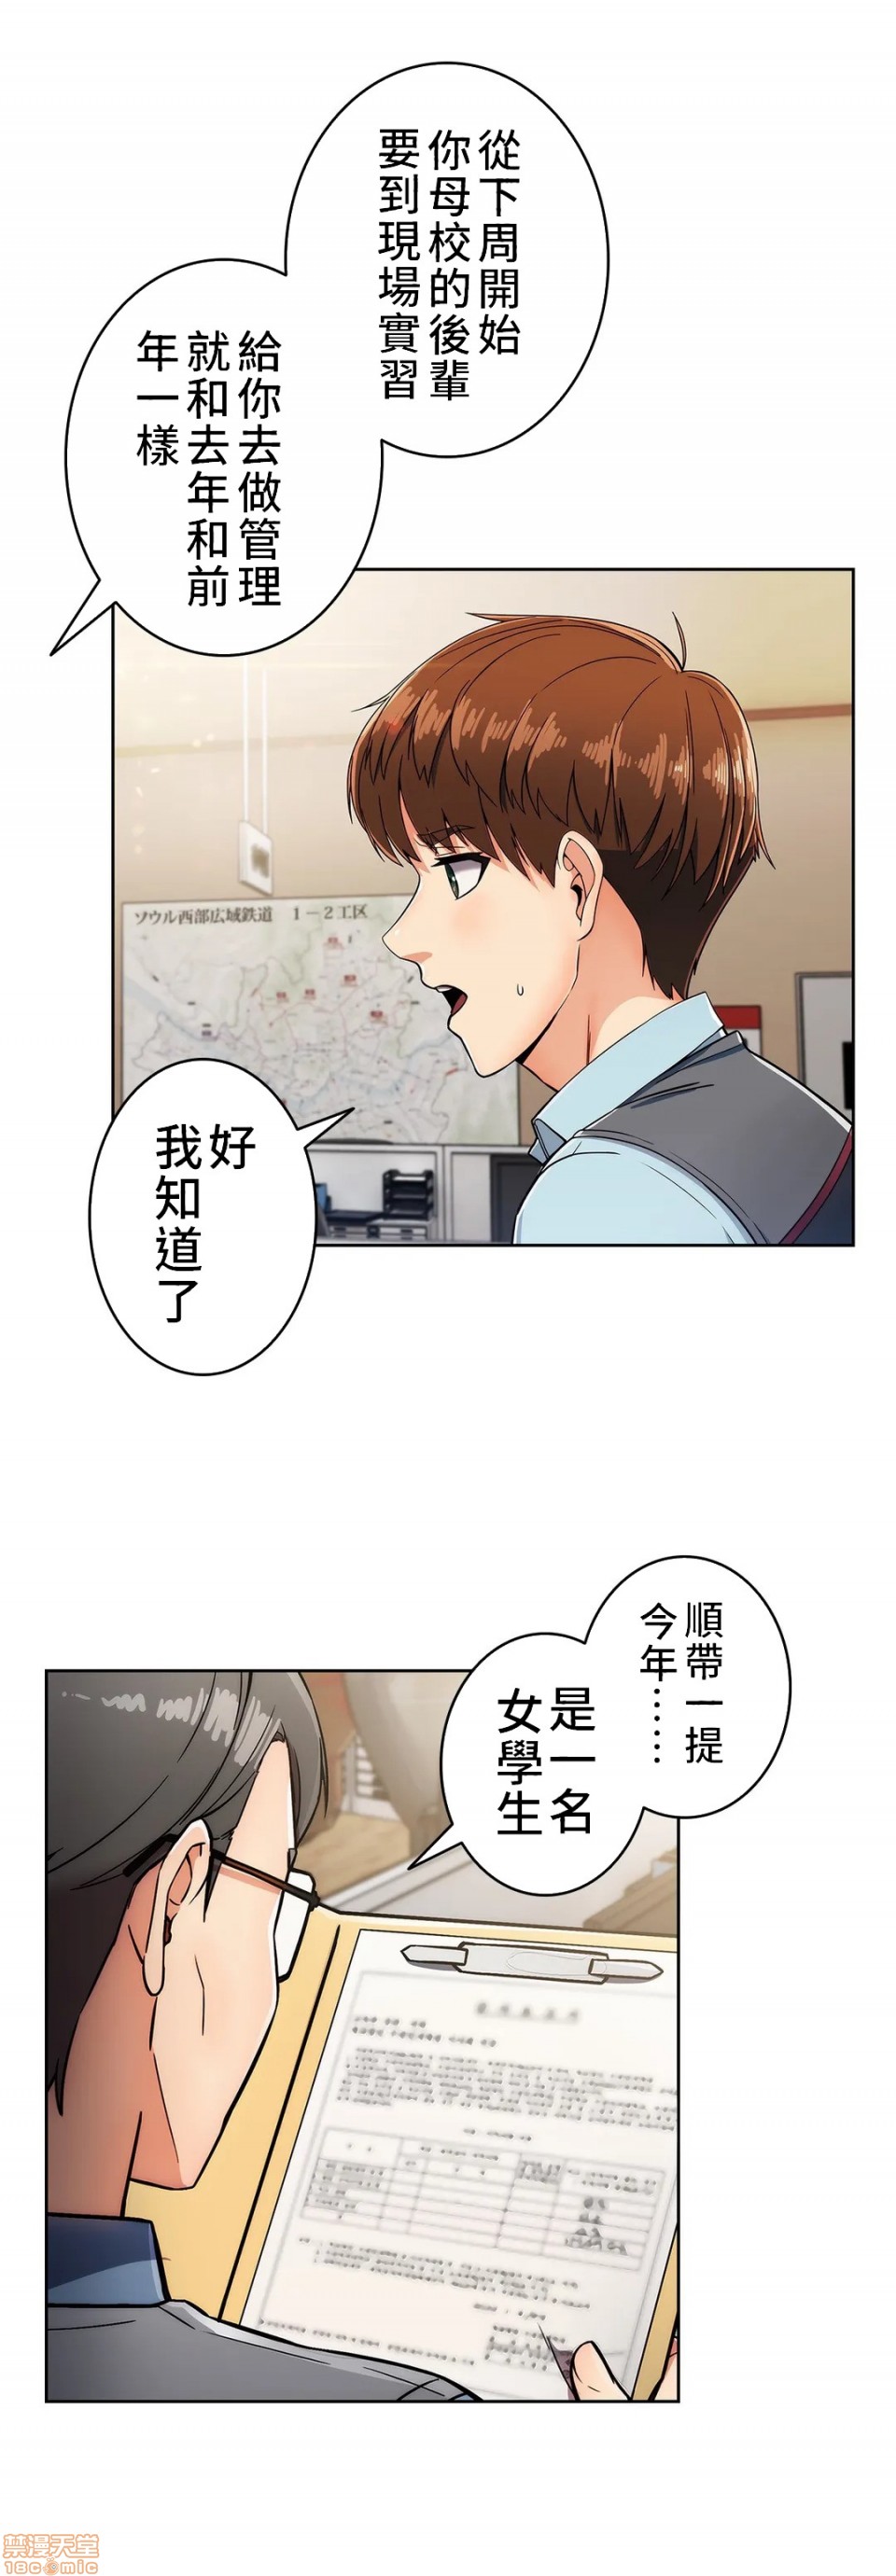 從下周開始
你母校的後輩
要到現場實習
給你去做管理
就和去年和前
年一樣
ソウル西部広域鉄道 1-2工区
好
我知道了
順帶一提
今年……
是一名
女學生
禁漫天堂
18comic